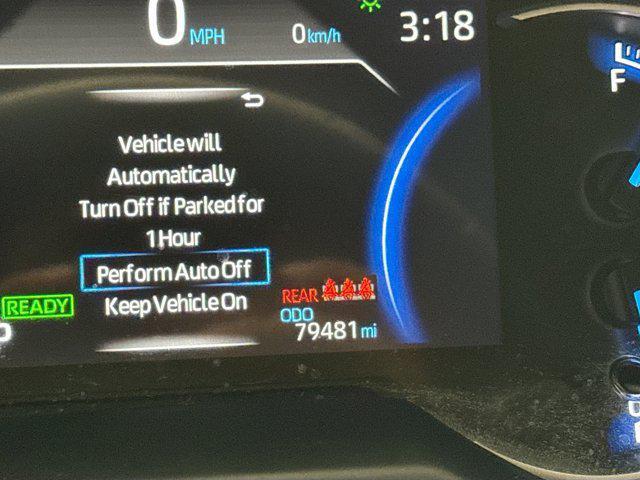 0 MPH
0 km/h
3:18
F
Vehicle will
Automatically
Turn Off if Parked for
1 Hour
Perform Auto Off
Keep Vehicle On
READY
REAR
ODO
79481 mi